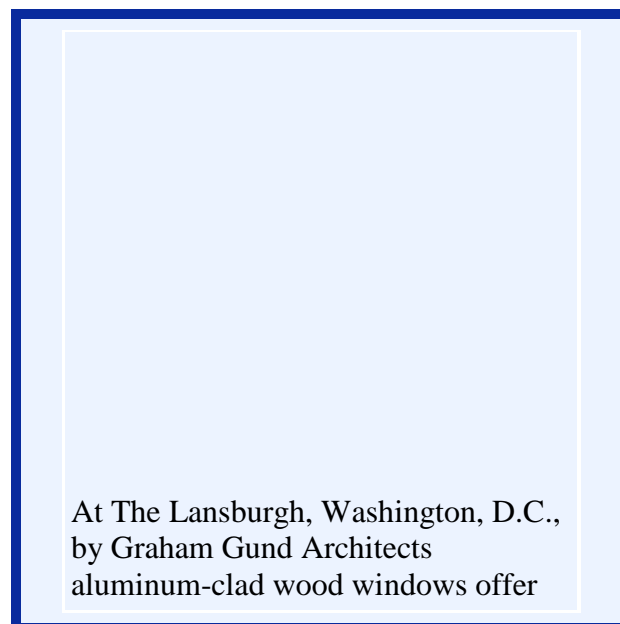 At The Lansburgh, Washington, D.C.,
by Graham Gund Architects
aluminum-clad wood windows offer